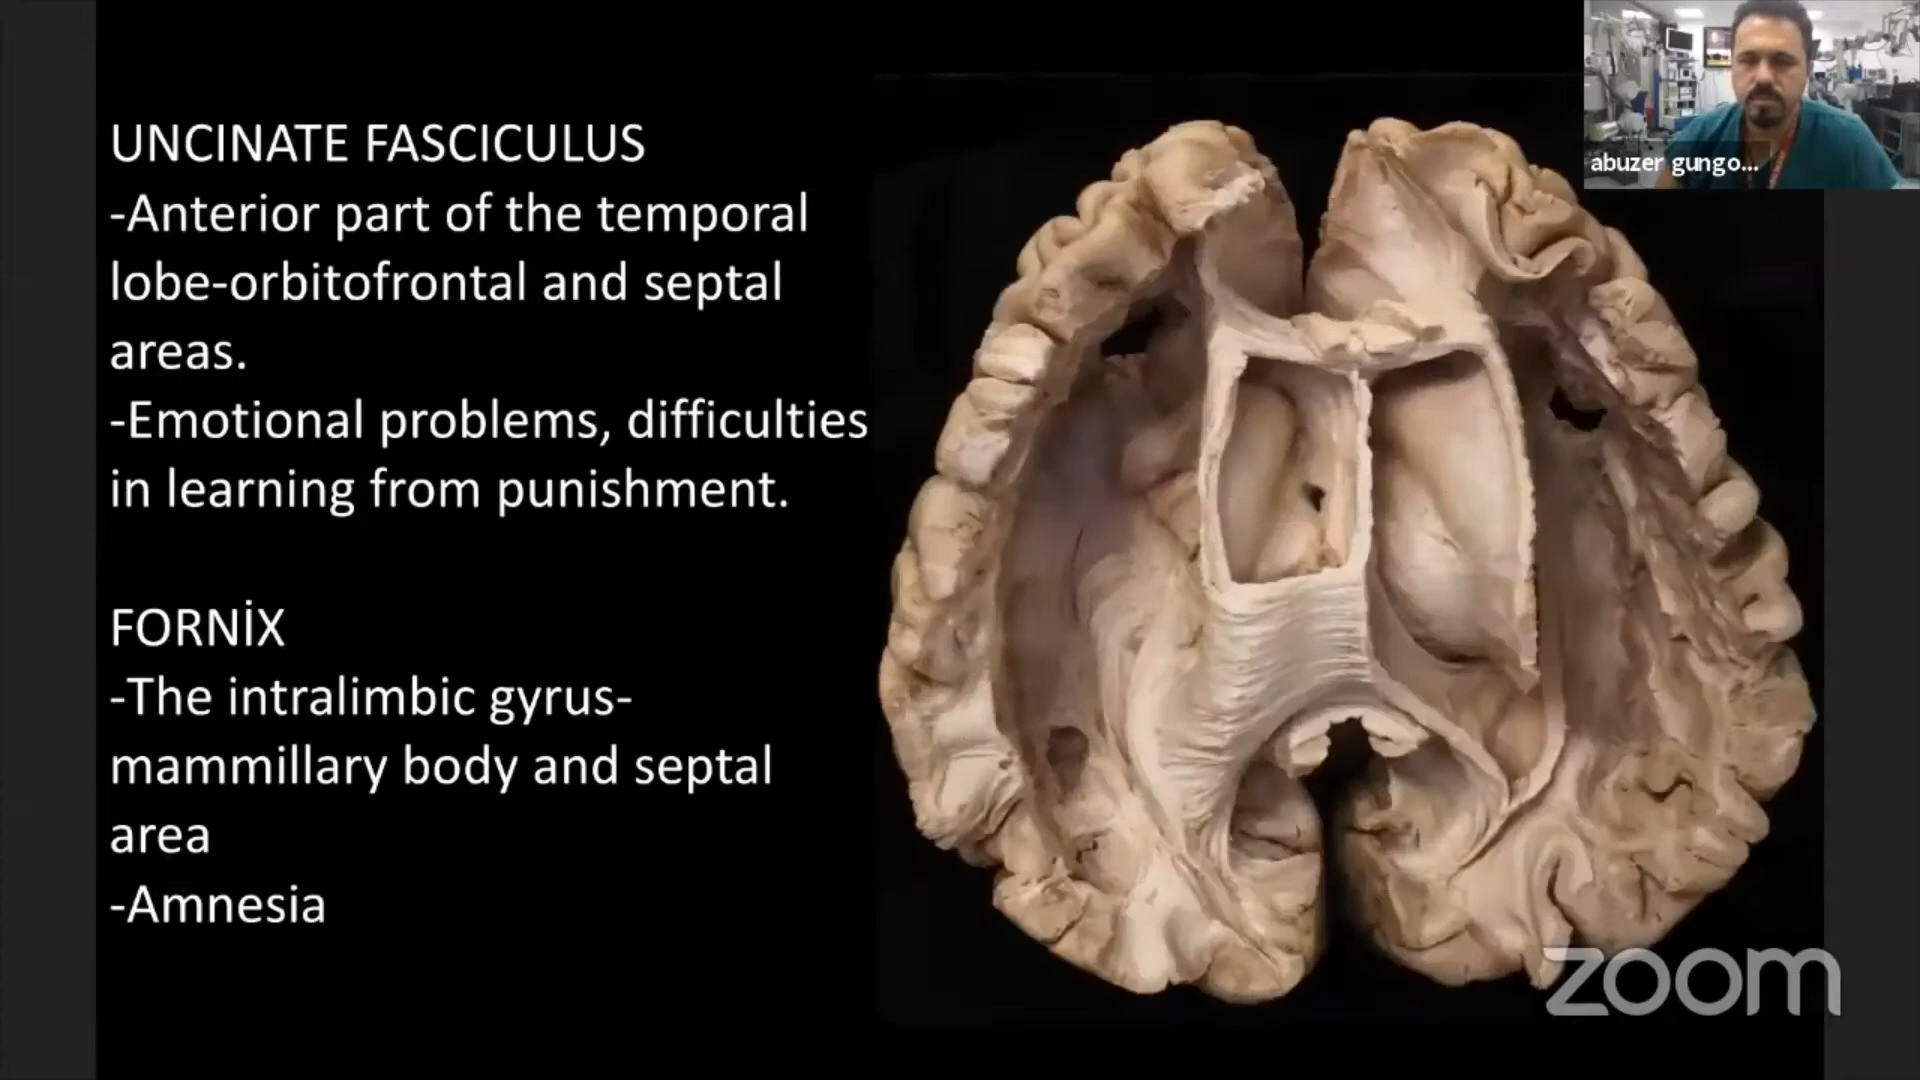 abuzer gungo...
UNCINATE FASCICULUS
-Anterior part of the temporal
lobe-orbitofrontal and septal
areas.
-Emotional problems, difficulties
in learning from punishment.
FORNİX
-The intralimbic gyrus-
mammillary body and septal
area
-Amnesia
zoom